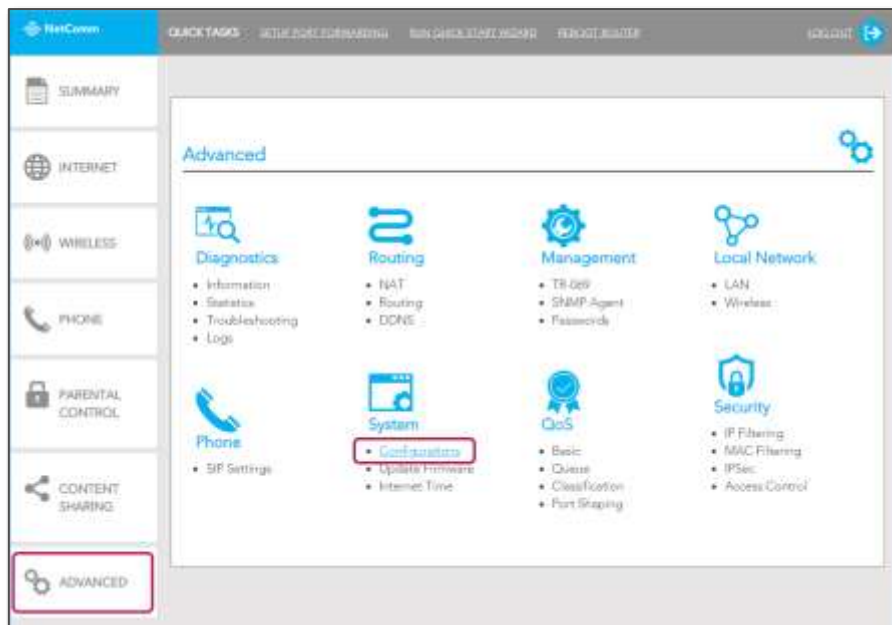 NetComm
QUICK TASKS SETUP PORT FORWARDING RUN QUICK START WIZARD REBOOT ROUTER LOG OUT
SUMMARY
INTERNET
WIRELESS
PHONE
PARENTAL
CONTROL
CONTENT
SHARING
ADVANCED
Advanced
Diagnostics
• Information
• Statistics
• Troubleshooting
• Logs
Routing
• NAT
• Routing
• DDNS
Management
• TR-069
• SNMP Agent
• Passwords
Local Network
• LAN
• Wireless
Phone
• SIP Settings
System
• Configurations
• Update Firmware
• Internet Time
QoS
• Basic
• Queue
• Classification
• Port Shaping
Security
• IP Filtering
• MAC Filtering
• IPSec
• Access Control